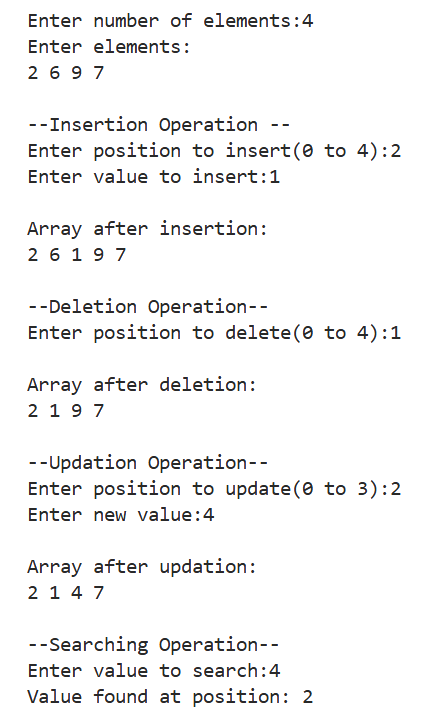 Enter number of elements:4
Enter elements:
2 6 9 7
--Insertion Operation --
Enter position to insert(0 to 4):2
Enter value to insert:1
Array after insertion:
2 6 1 9 7
--Deletion Operation--
Enter position to delete(0 to 4):1
Array after deletion:
2 1 9 7
--Updation Operation--
Enter position to update(0 to 3):2
Enter new value:4
Array after updation:
2 1 4 7
--Searching Operation--
Enter value to search:4
Value found at position: 2